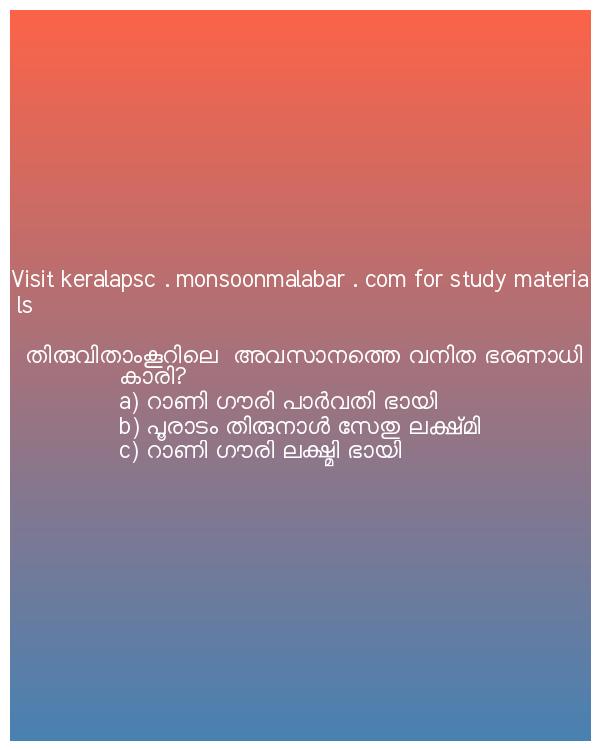 Visit keralapsc . monsoonmalabar . com for study materia
ls
തിരുവിതാംകൂറിലെ അവസാനത്തെ വനിത ഭരണാധി
കാരി?
a) റാണി ഗൗരി പാർവതി ഭായി
b) പൂരാടം തിരുനാൾ സേതു ലക്ഷ്മി
c) റാണി ഗൗരി ലക്ഷ്മി ഭായി